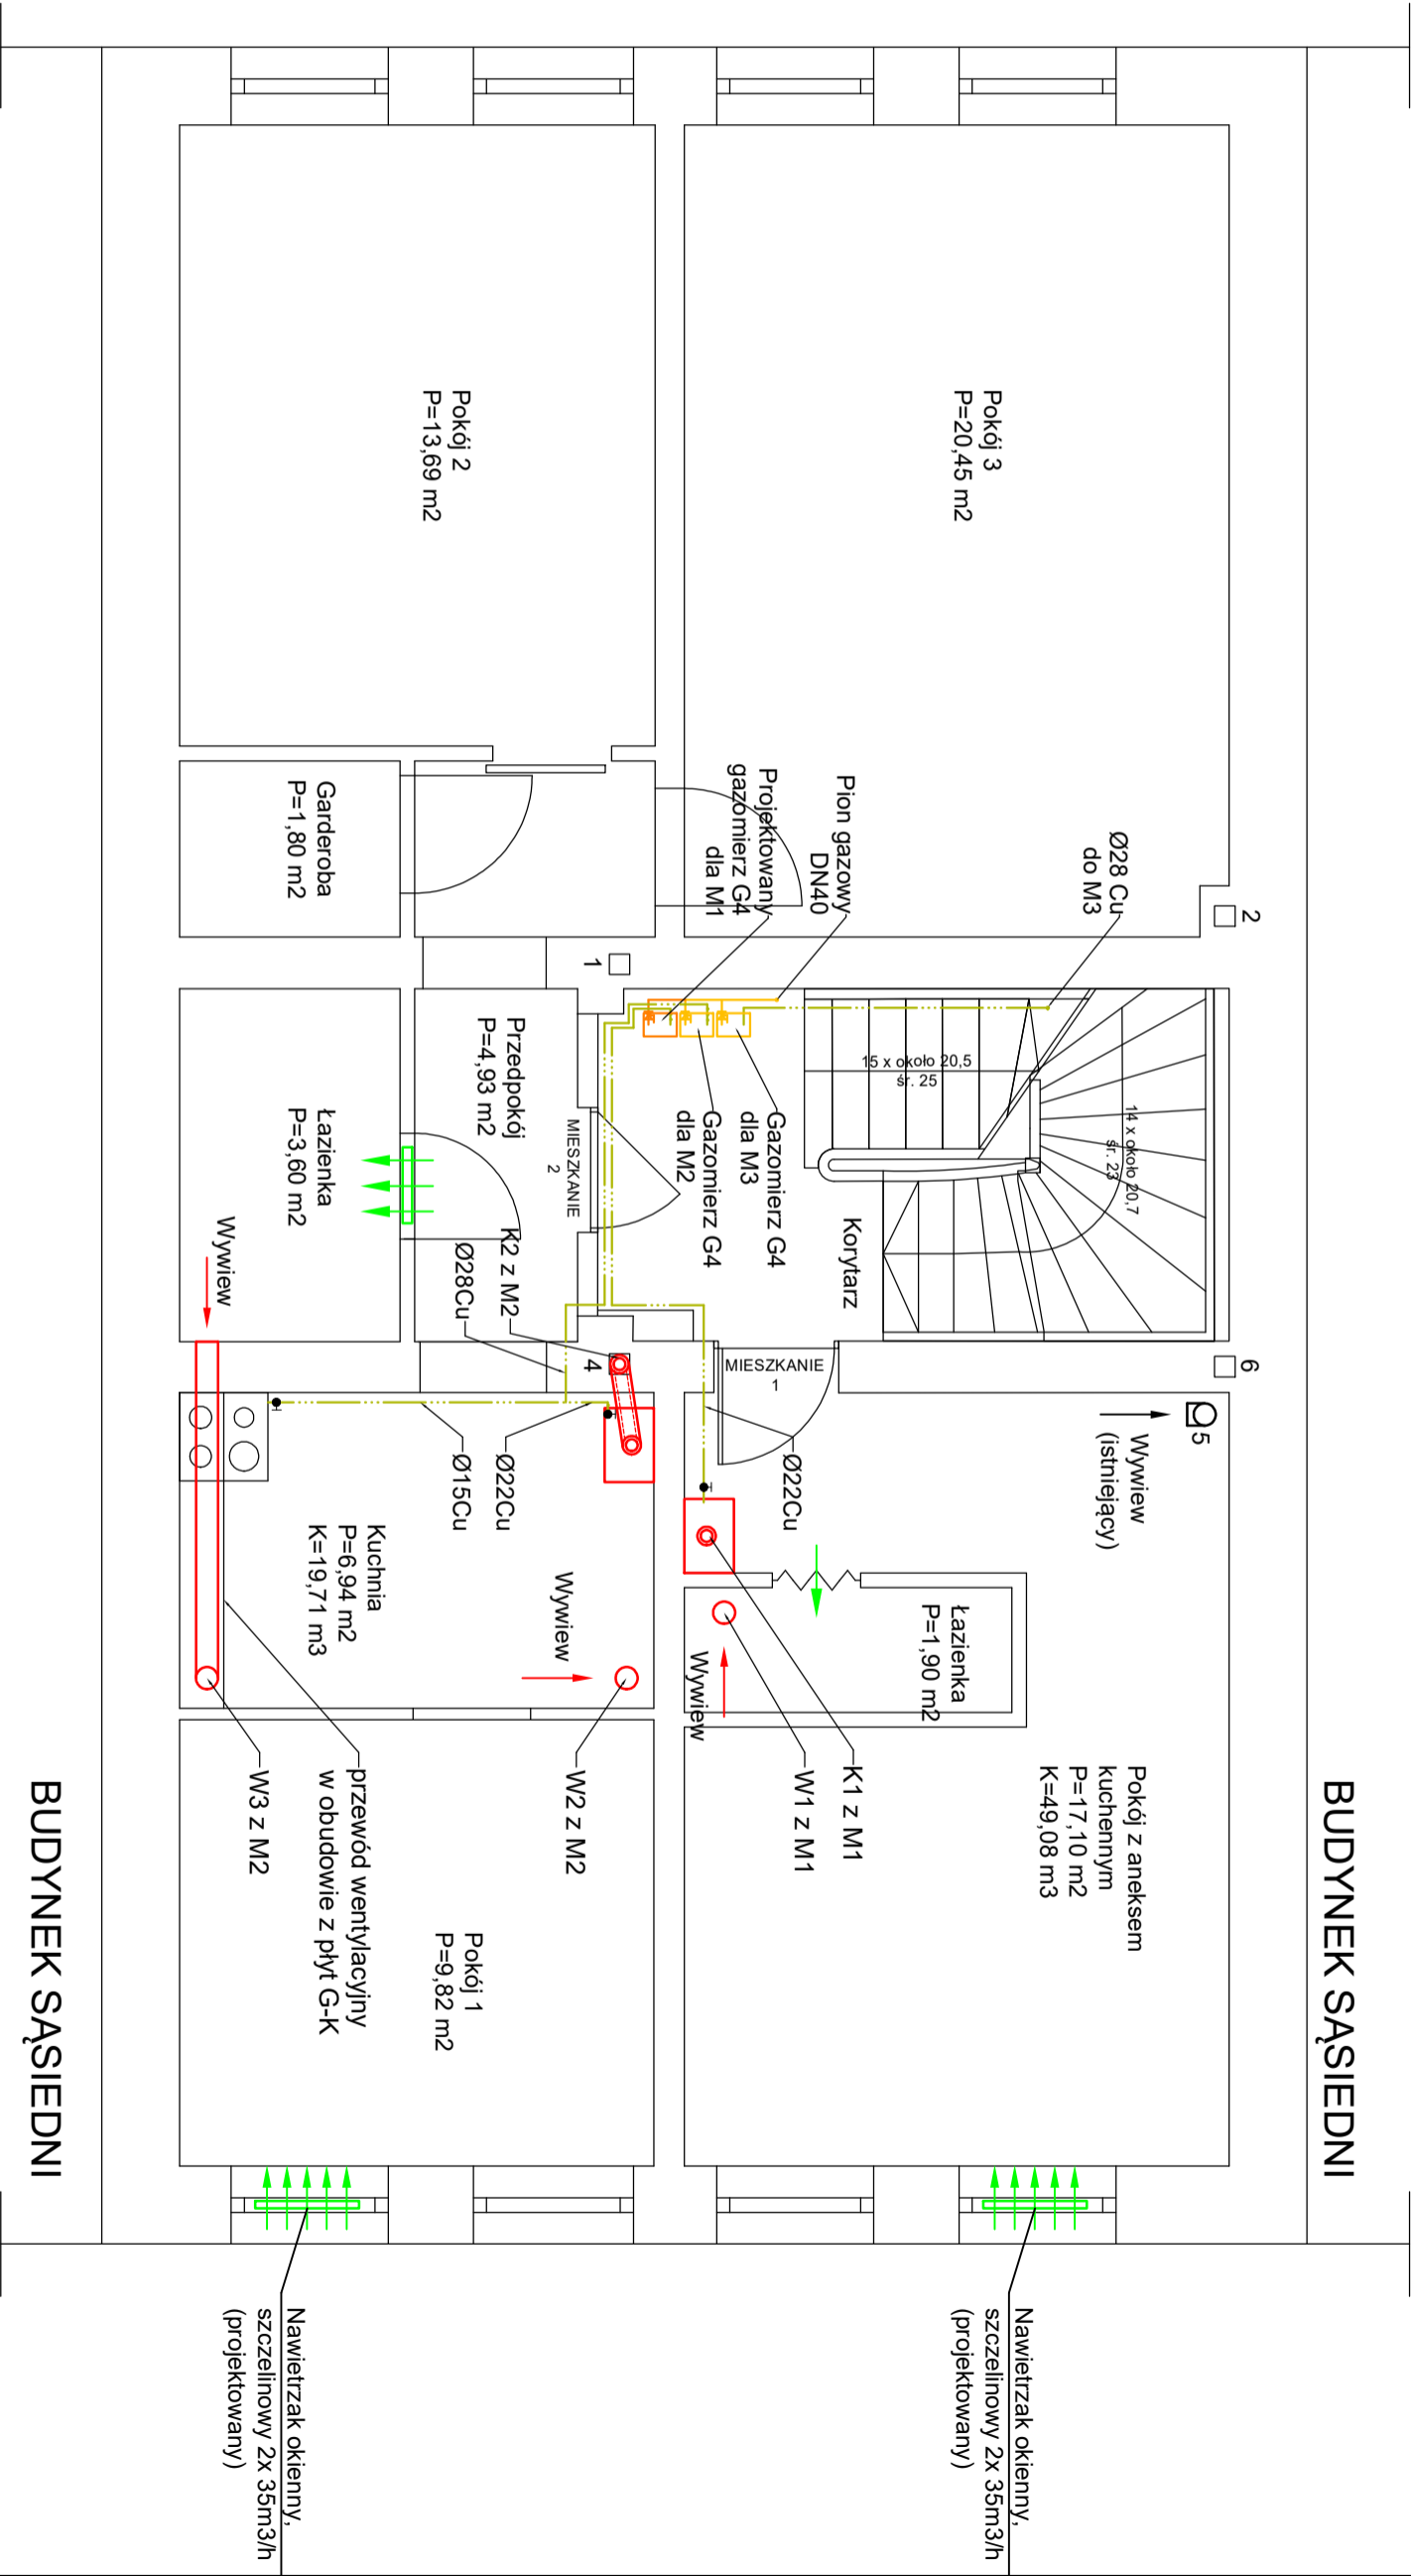 BUDYNEK SĄSIEDNI
2
6
5
Wywiew
(istniejący)
Ø28 Cu
do M3
14 x około 20,7
śr. 23
15 x około 20,5
śr. 25
Pokój 3
P=20,45 m2
Pion gazowy
DN40
Projektowany
gazomierz G4
dla M1
Korytarz
Gazomierz G4
dla M3
Gazomierz G4
dla M2
MIESZKANIE
1
Ø22Cu
Łazienka
P=1,90 m2
Wywiew
K1 z M1
W1 z M1
Pokój z aneksem
kuchennym
P=17,10 m2
K=49,08 m3
Nawietrzak okienny,
szczelinowy 2x 35m3/h
(projektowany)
1
4
MIESZKANIE
2
Pokój 2
P=13,69 m2
Przedpokój
P=4,93 m2
K2 z M2
Ø28Cu
Ø22Cu
Ø15Cu
Wywiew
W2 z M2
Garderoba
P=1,80 m2
Łazienka
P=3,60 m2
Wywiew
Kuchnia
P=6,94 m2
K=19,71 m3
Pokój 1
P=9,82 m2
przewód wentylacyjny
w obudowie z płyt G-K
W3 z M2
Nawietrzak okienny,
szczelinowy 2x 35m3/h
(projektowany)
BUDYNEK SĄSIEDNI